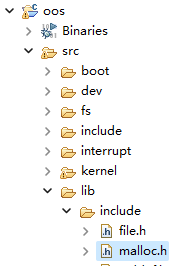 oos
Binaries
src
boot
dev
fs
include
interrupt
kernel
lib
include
file.h
malloc.h